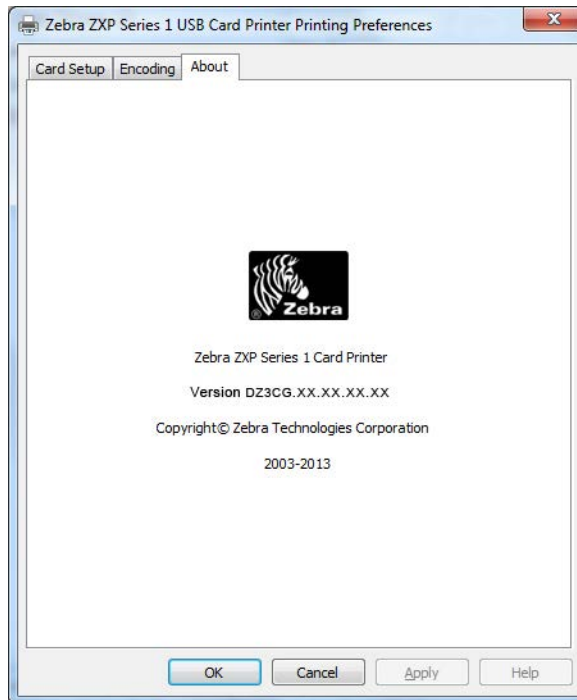 Zebra ZXP Series 1 USB Card Printer Printing Preferences
Card Setup Encoding About
® Zebra
Zebra ZXP Series 1 Card Printer
Version DZ3CG.XX.XX.XX.XX
Copyright© Zebra Technologies Corporation
2003-2013
OK Cancel Apply Help